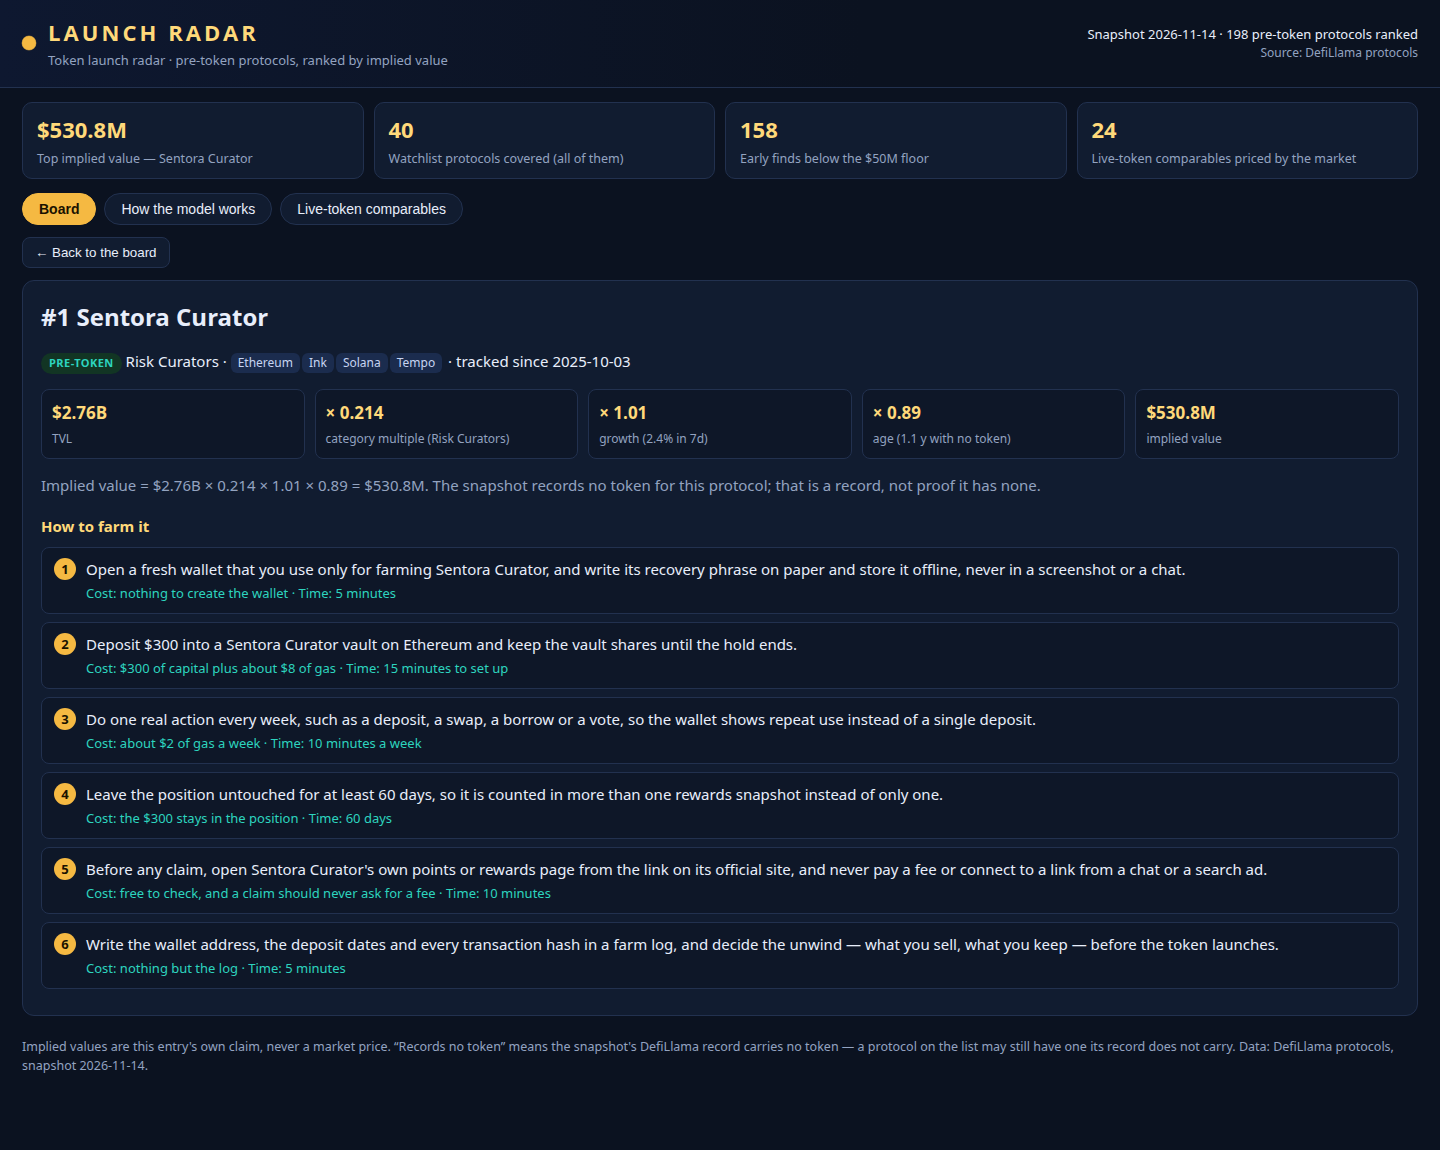 LAUNCH RADAR
Token launch radar · pre-token protocols, ranked by implied value
Snapshot 2026-11-14 · 198 pre-token protocols ranked
Source: DefiLlama protocols
$530.8M
Top implied value — Sentora Curator
40
Watchlist protocols covered (all of them)
158
Early finds below the $50M floor
24
Live-token comparables priced by the market
Board
How the model works
Live-token comparables
← Back to the board
#1 Sentora Curator
PRE-TOKEN Risk Curators · Ethereum Ink Solana Tempo · tracked since 2025-10-03
$2.76B
TVL
× 0.214
category multiple (Risk Curators)
× 1.01
growth (2.4% in 7d)
× 0.89
age (1.1 y with no token)
$530.8M
implied value
Implied value = $2.76B × 0.214 × 1.01 × 0.89 = $530.8M. The snapshot records no token for this protocol; that is a record, not proof it has none.
How to farm it
1 Open a fresh wallet that you use only for farming Sentora Curator, and write its recovery phrase on paper and store it offline, never in a screenshot or a chat.
Cost: nothing to create the wallet · Time: 5 minutes
2 Deposit $300 into a Sentora Curator vault on Ethereum and keep the vault shares until the hold ends.
Cost: $300 of capital plus about $8 of gas · Time: 15 minutes to set up
3 Do one real action every week, such as a deposit, a swap, a borrow or a vote, so the wallet shows repeat use instead of a single deposit.
Cost: about $2 of gas a week · Time: 10 minutes a week
4 Leave the position untouched for at least 60 days, so it is counted in more than one rewards snapshot instead of only one.
Cost: the $300 stays in the position · Time: 60 days
5 Before any claim, open Sentora Curator's own points or rewards page from the link on its official site, and never pay a fee or connect to a link from a chat or a search ad.
Cost: free to check, and a claim should never ask for a fee · Time: 10 minutes
6 Write the wallet address, the deposit dates and every transaction hash in a farm log, and decide the unwind — what you sell, what you keep — before the token launches.
Cost: nothing but the log · Time: 5 minutes
Implied values are this entry's own claim, never a market price. “Records no token” means the snapshot's DefiLlama record carries no token — a protocol on the list may still have one its record does not carry. Data: DefiLlama protocols,
snapshot 2026-11-14.